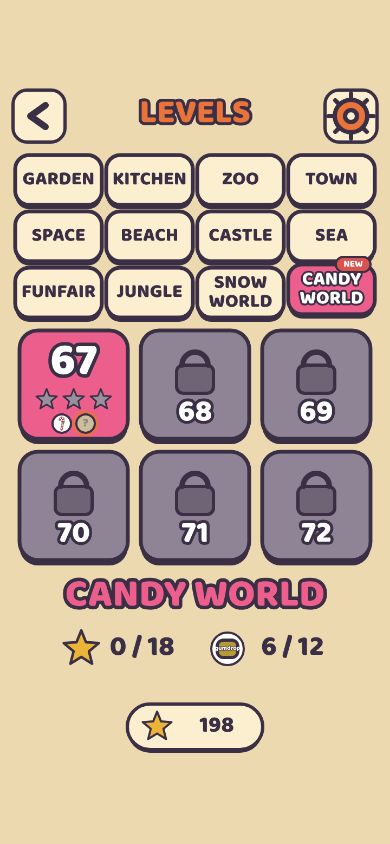 LEVELS
GARDEN KITCHEN ZOO TOWN
SPACE BEACH CASTLE SEA
NEW
FUNFAIR JUNGLE SNOW WORLD CANDY WORLD
67
68 69
?
70 71 72
CANDY WORLD
0 / 18 gumdrop 6 / 12
198